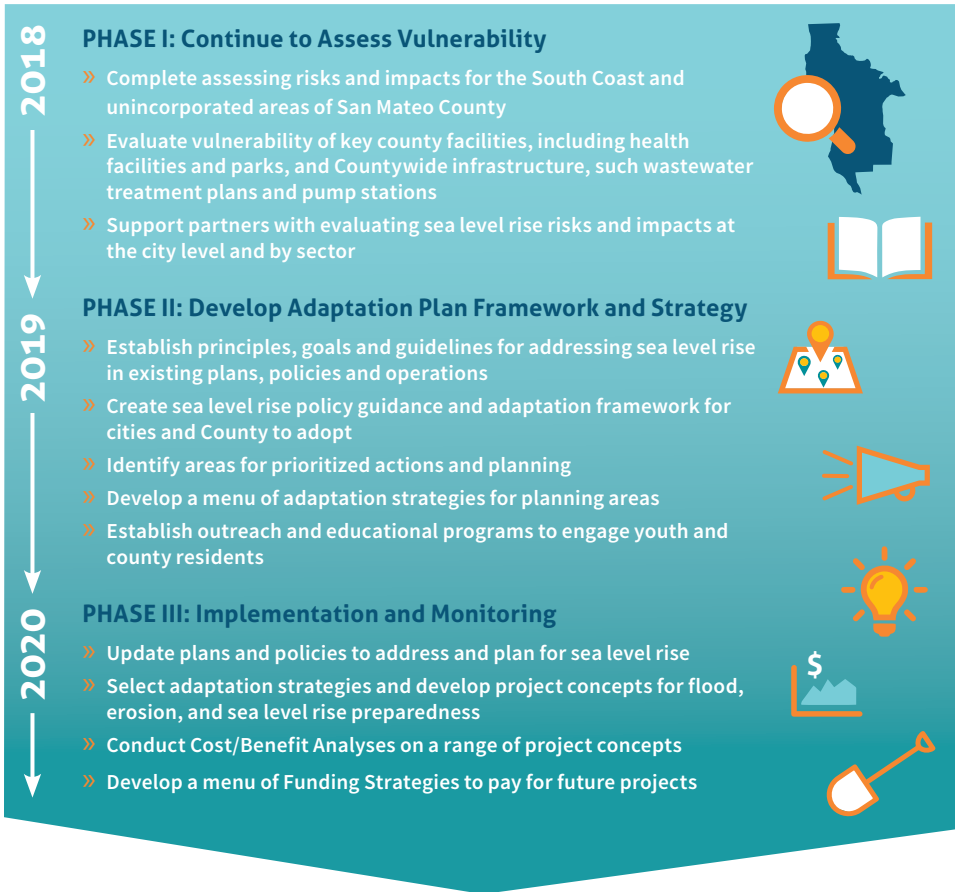 2018
PHASE I: Continue to Assess Vulnerability
» Complete assessing risks and impacts for the South Coast and
unincorporated areas of San Mateo County
» Evaluate vulnerability of key county facilities, including health
facilities and parks, and Countywide infrastructure, such wastewater
treatment plans and pump stations
» Support partners with evaluating sea level rise risks and impacts at
the city level and by sector
2019
PHASE II: Develop Adaptation Plan Framework and Strategy
» Establish principles, goals and guidelines for addressing sea level rise
in existing plans, policies and operations
» Create sea level rise policy guidance and adaptation framework for
cities and County to adopt
» Identify areas for prioritized actions and planning
» Develop a menu of adaptation strategies for planning areas
» Establish outreach and educational programs to engage youth and
county residents
2020
PHASE III: Implementation and Monitoring
» Update plans and policies to address and plan for sea level rise
» Select adaptation strategies and develop project concepts for flood,
erosion, and sea level rise preparedness
» Conduct Cost/Benefit Analyses on a range of project concepts
» Develop a menu of Funding Strategies to pay for future projects
$